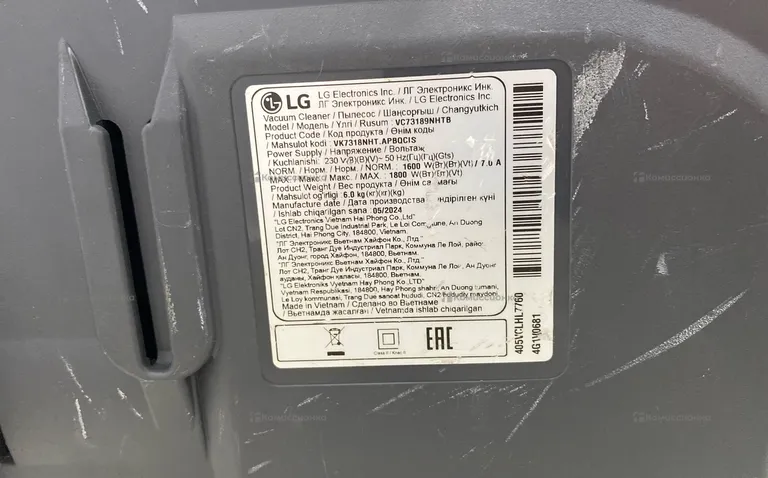 LG
LG Electronics Inc. / ЛГ Электроникс Инк.
ЛГ Электроникс Инк. / LG Electronics Inc.
Vacuum Cleaner / Пылесос / Шаңсорғыш / Changyutkich
Model / Модель / Үлгі / Rusum : VC73189NHTB
Product Code / Код продукта / Өнім коды
/ Mahsulot kodi : VK7318NHT.APBQCIS
Power Supply / Напряжение / Вольтаж
/ Kuchlanishi: 230 V(В)(В)(V)~ 50 Hz(Гц)(Гц)(Gts)
NORM. / Норм. / Норм. / NORM. : 1600 W(Вт)(Вт)(Vt) / 7.0 A
MAX. / Макс. / Макс. / MAX. : 1800 W(Вт)(Вт)(Vt)
Product Weight / Вес продукта / Өнім салмағы
/ Mahsulot og'irligi : 6.0 kg(кг)(кг)(kg)
Manufacture date / Дата производства күні
/ Ishlab chiqarilgan sana : 05/2024
"LG Electronics Vietnam Hai Phong Co.,Ltd"
Lot CN2, Trang Due Industrial Park, Le Loi Commune, An Duong
District, Hai Phong City, 184800, Vietnam.
"ЛГ Электроникс Вьетнам Хайфон Ко., Лтд."
Лот CH2, Транг Дуе Индустриал Парк, Коммуна Ле Лой, район
Ан Дуонг, город Хайфон, 184800, Вьетнам.
"ЛГ Электроникс Вьетнам Хайфон Ко., Лтд."
Лот CH2, Транг Дуе Индустриал Парк, Коммуна Ле Лой, Ан Дуонг
ауданы, Хайфон қаласы, 184800, Вьетнам.
"LG Elektronniks Vyetnam Hay Phong Ko.,LTD"
Vyetnam Respublikasi, 184800, Hay Phong shahri, An Duong tumani,
Le Loy kommunasi, Trang Due sanoat hududi, CN2 hududiy maydoni.
Made in Vietnam / Сделано во Вьетнаме
/ Вьетнамда жасалған / Vetnamda ishlab chiqarilgan
EAC
405VCLHL7760
4G1V0681
Комиссионка
Комиссионка
Комиссионка
Комиссионка